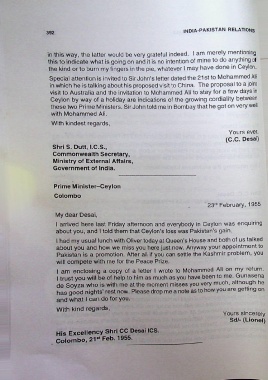 392
INDIA-PAKISTAN RELATIONS
in this way, the latter would be very grateful indeed. I am merely mentioning
this to indicate what is going on and it is no intention of mine to do anything of
the kind or to burn my fingers in the pie, whatever I may have done in Ceylon.
Special attention is invited to Sir John's letter dated the 21st to Mohammed Ali
in which he is talking about his proposed visit to China. The proposal to a joint
visit to Australia and the invitation to Mohammed Ali to stay for a few days in
Ceylon by way of a holiday are indications of the growing cordiality between
these two Prime Ministers. Sir John told me in Bombay that he got on very well
with Mohammed Ali.
With kindest regards,
Yours ever,
(C.C. Desai)
Shri S. Dutt, I.C.S.,
Commonwealth Secretary,
Ministry of External Affairs,
Government of India.
Prime Minister-Ceylon
Colombo
23rd February, 1955
My dear Desai,
I arrived here last Friday afternoon and everybody in Ceylon was enquiring
about you, and I told them that Ceylon's loss was Pakistan's gain.
I had my usual lunch with Oliver today at Queen's House and both of us talked
about you and how we miss you here just now. Anyway your appointment to
Pakistan is a promotion. After all if you can settle the Kashmir problem, you
will compete with me for the Peace Prize.
I am enclosing a copy of a letter I wrote to Mohammed Ali on my return.
I trust you will be of help to him as much as you have been to me. Gunasena
de Soyza who is with me at the moment misses you very much, although he
has good nights' rest now. Please drop me a note as to how you are getting on
and what I can do for you.
With kind regards,
Yours sincerely
Sd/- (Lionel)
His Excellency Shri CC Desai ICS.
Colombo, 21st Feb. 1955.